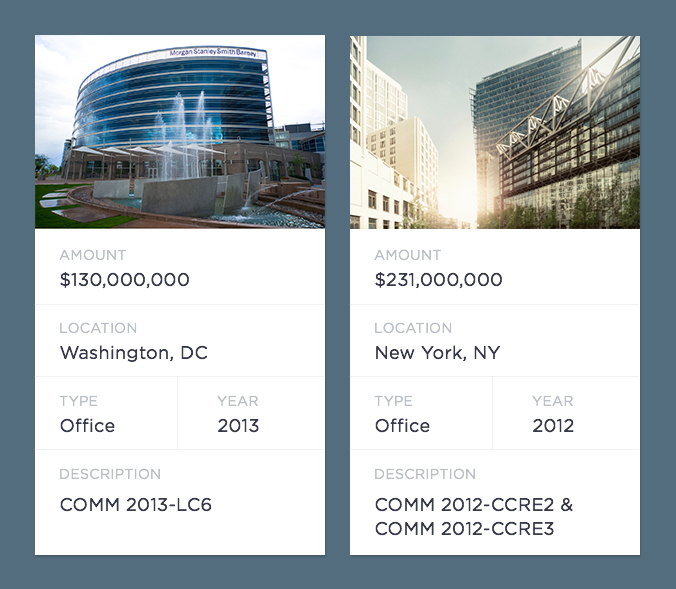 Morgan Stanley Smith Barney
AMOUNT
$130,000,000
LOCATION
Washington, DC
TYPE
YEAR
Office
2013
DESCRIPTION
COMM 2013-LC6
AMOUNT
$231,000,000
LOCATION
New York, NY
TYPE
YEAR
Office
2012
DESCRIPTION
COMM 2012-CCRE2 &
COMM 2012-CCRE3